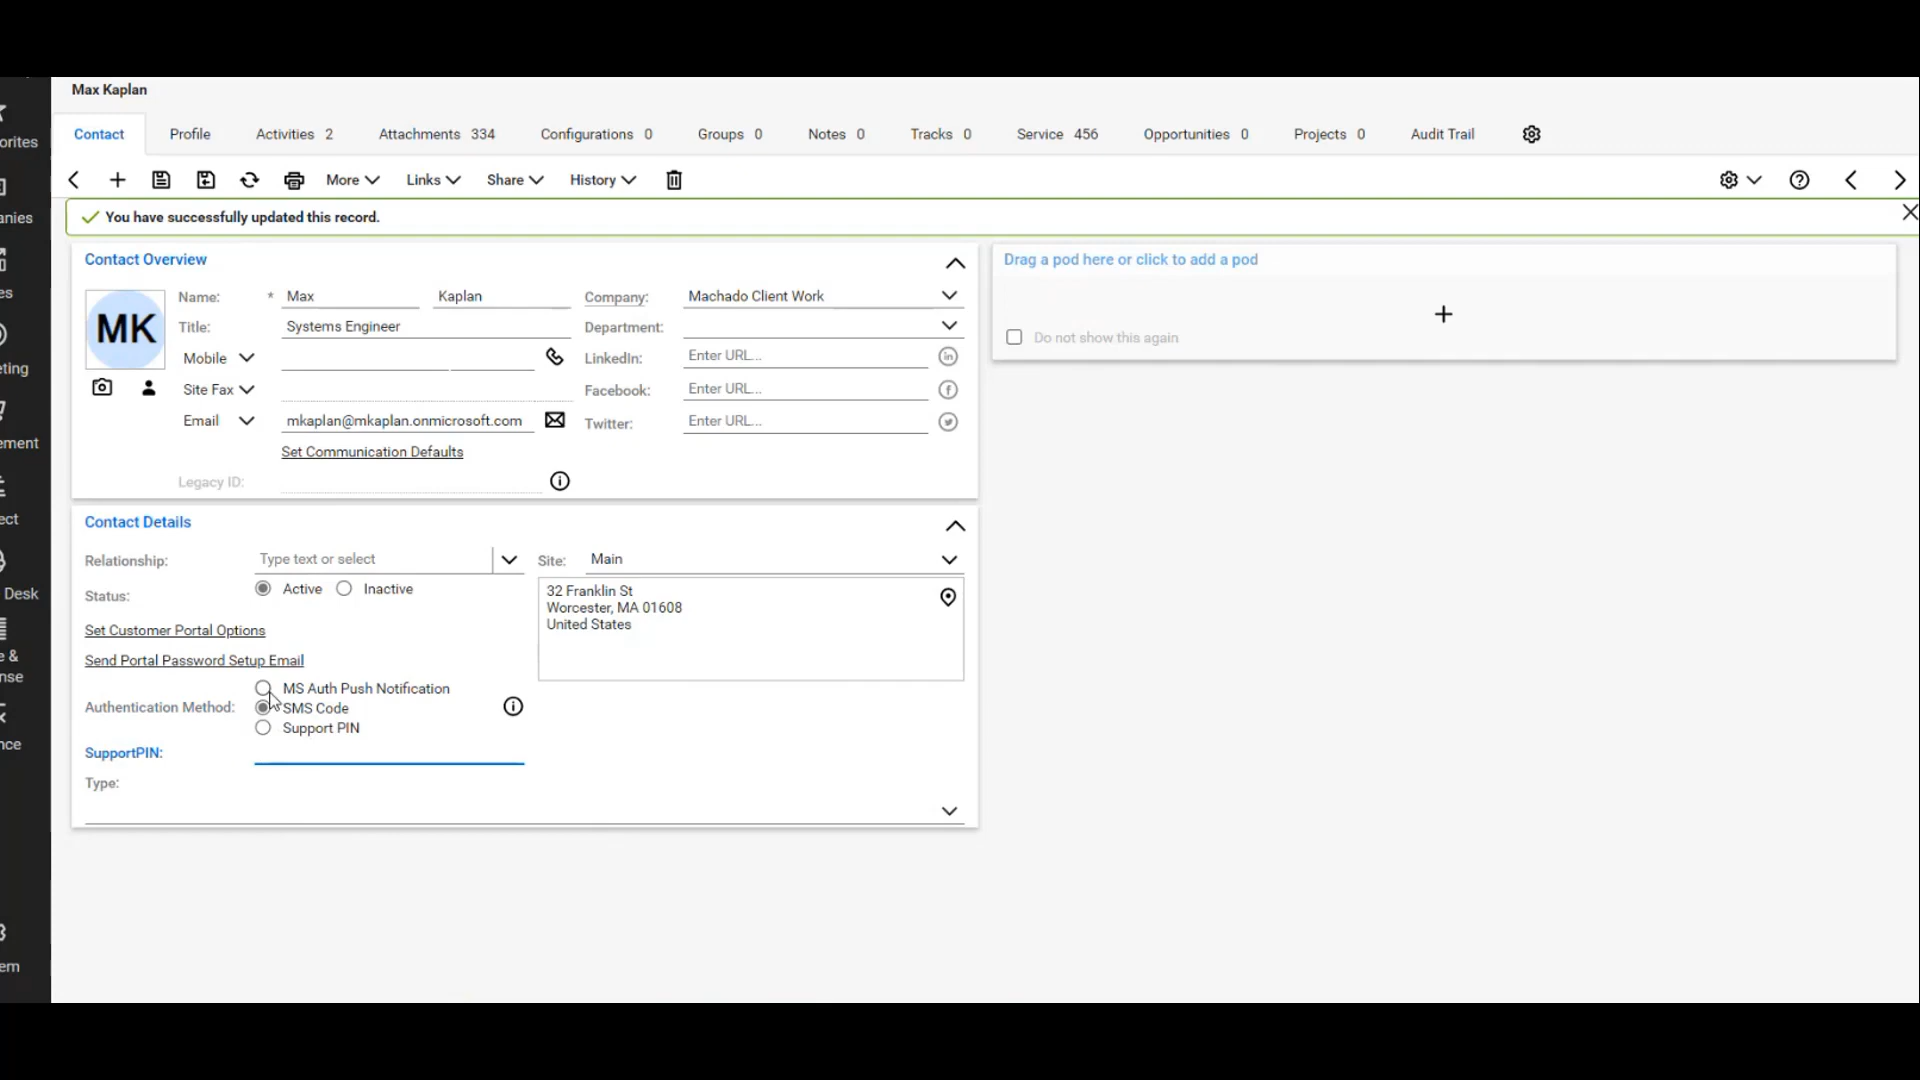 Max Kaplan
Contact Profile Activities 2 Attachments 334 Configurations 0 Groups 0 Notes 0 Tracks 0 Service 456 Opportunities 0 Projects 0 Audit Trail
More Links Share History
You have successfully updated this record.
orites
anies
es
eting
ement
ect
Desk
e &
nse
nce
em
Contact Overview
MK
Name: * Max Kaplan
Title: Systems Engineer
Mobile
Site Fax
Email mkaplan@mkaplan.onmicrosoft.com
Set Communication Defaults
Legacy ID:
Company: Machado Client Work
Department:
LinkedIn: Enter URL...
Facebook: Enter URL...
Twitter: Enter URL...
Drag a pod here or click to add a pod
Do not show this again
Contact Details
Relationship: Type text or select
Status: Active Inactive
Set Customer Portal Options
Send Portal Password Setup Email
Authentication Method:
MS Auth Push Notification
SMS Code
Support PIN
SupportPIN:
Type:
Site: Main
32 Franklin St
Worcester, MA 01608
United States